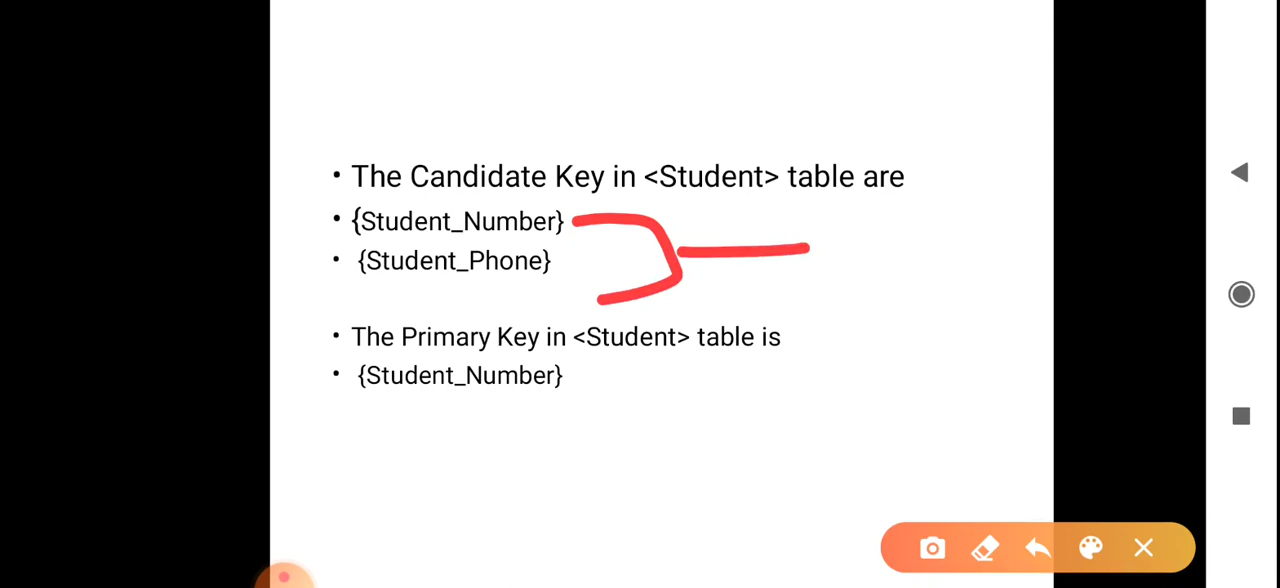 • The Candidate Key in <Student> table are
• {Student_Number}
• {Student_Phone}
• The Primary Key in <Student> table is
• {Student_Number}